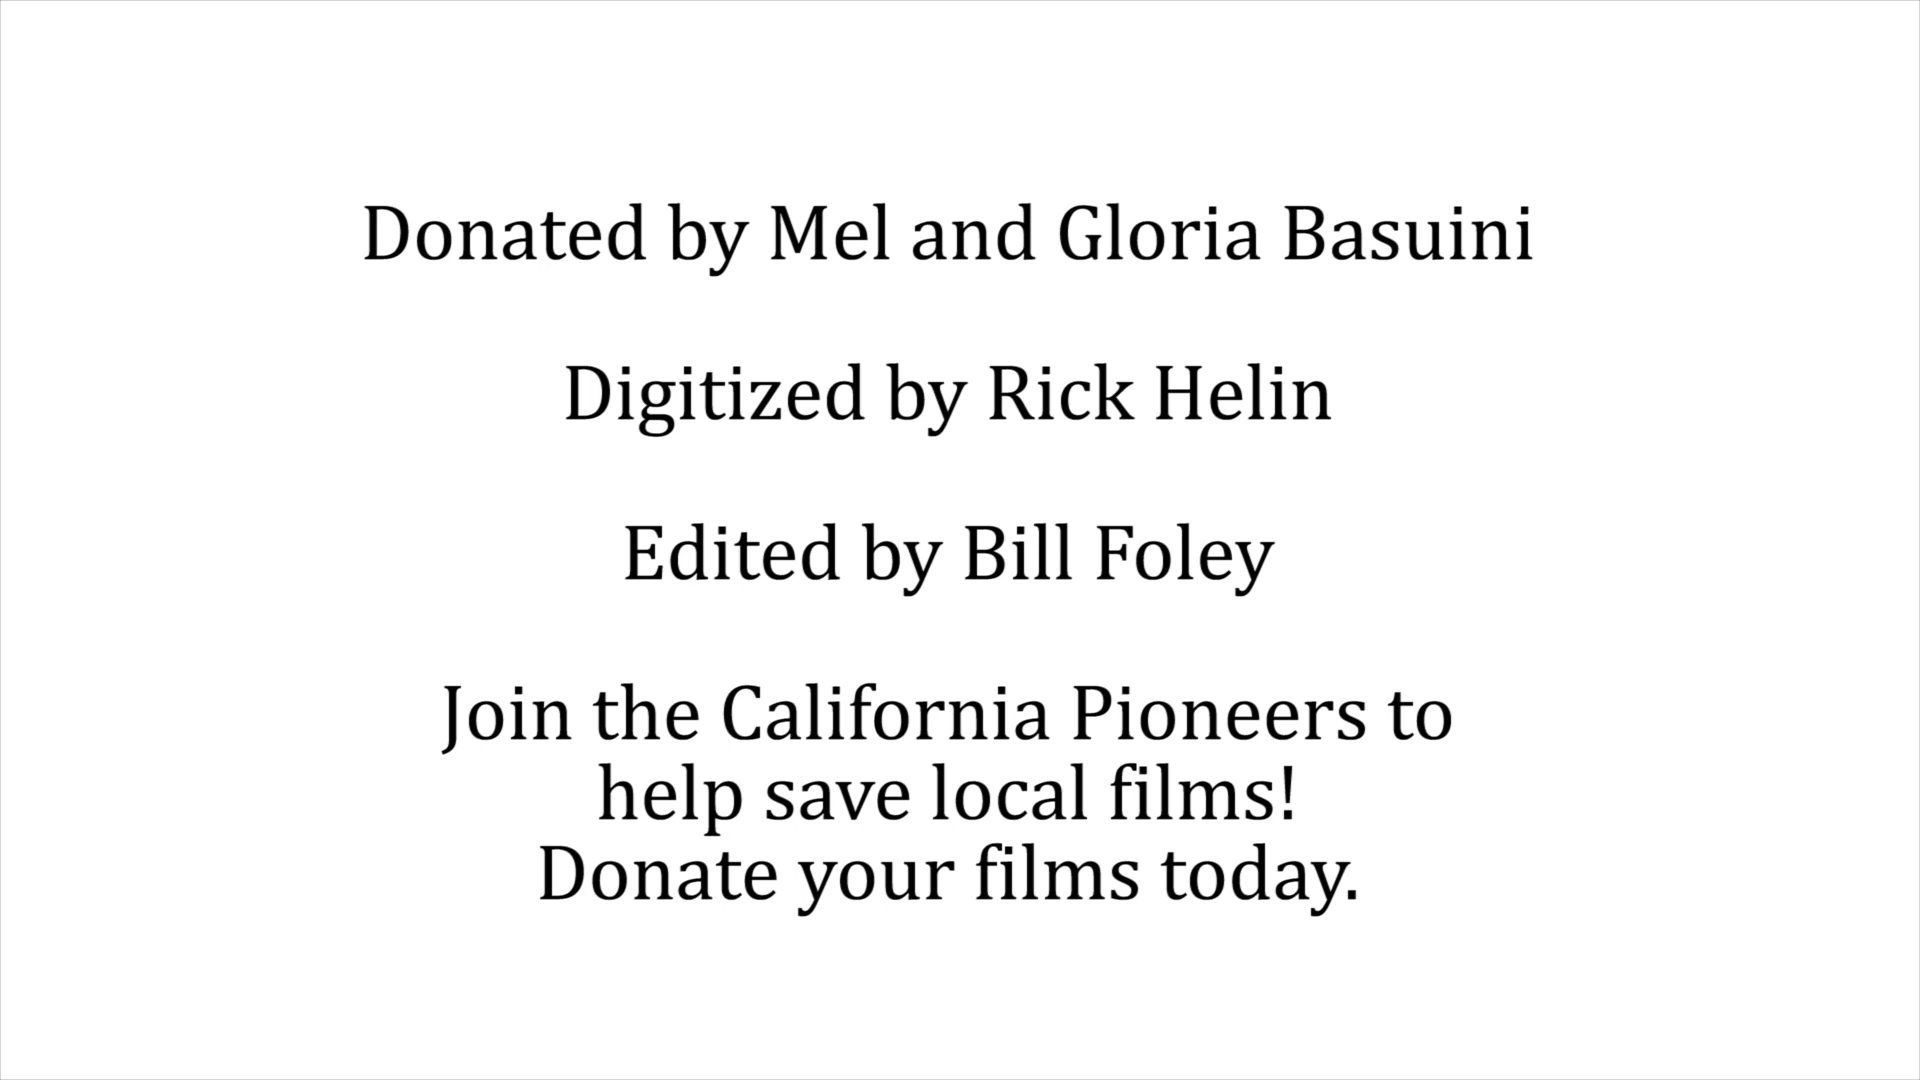 Donated by Mel and Gloria Basuini
Digitized by Rick Helin
Edited by Bill Foley
Join the California Pioneers to
help save local films!
Donate your films today.